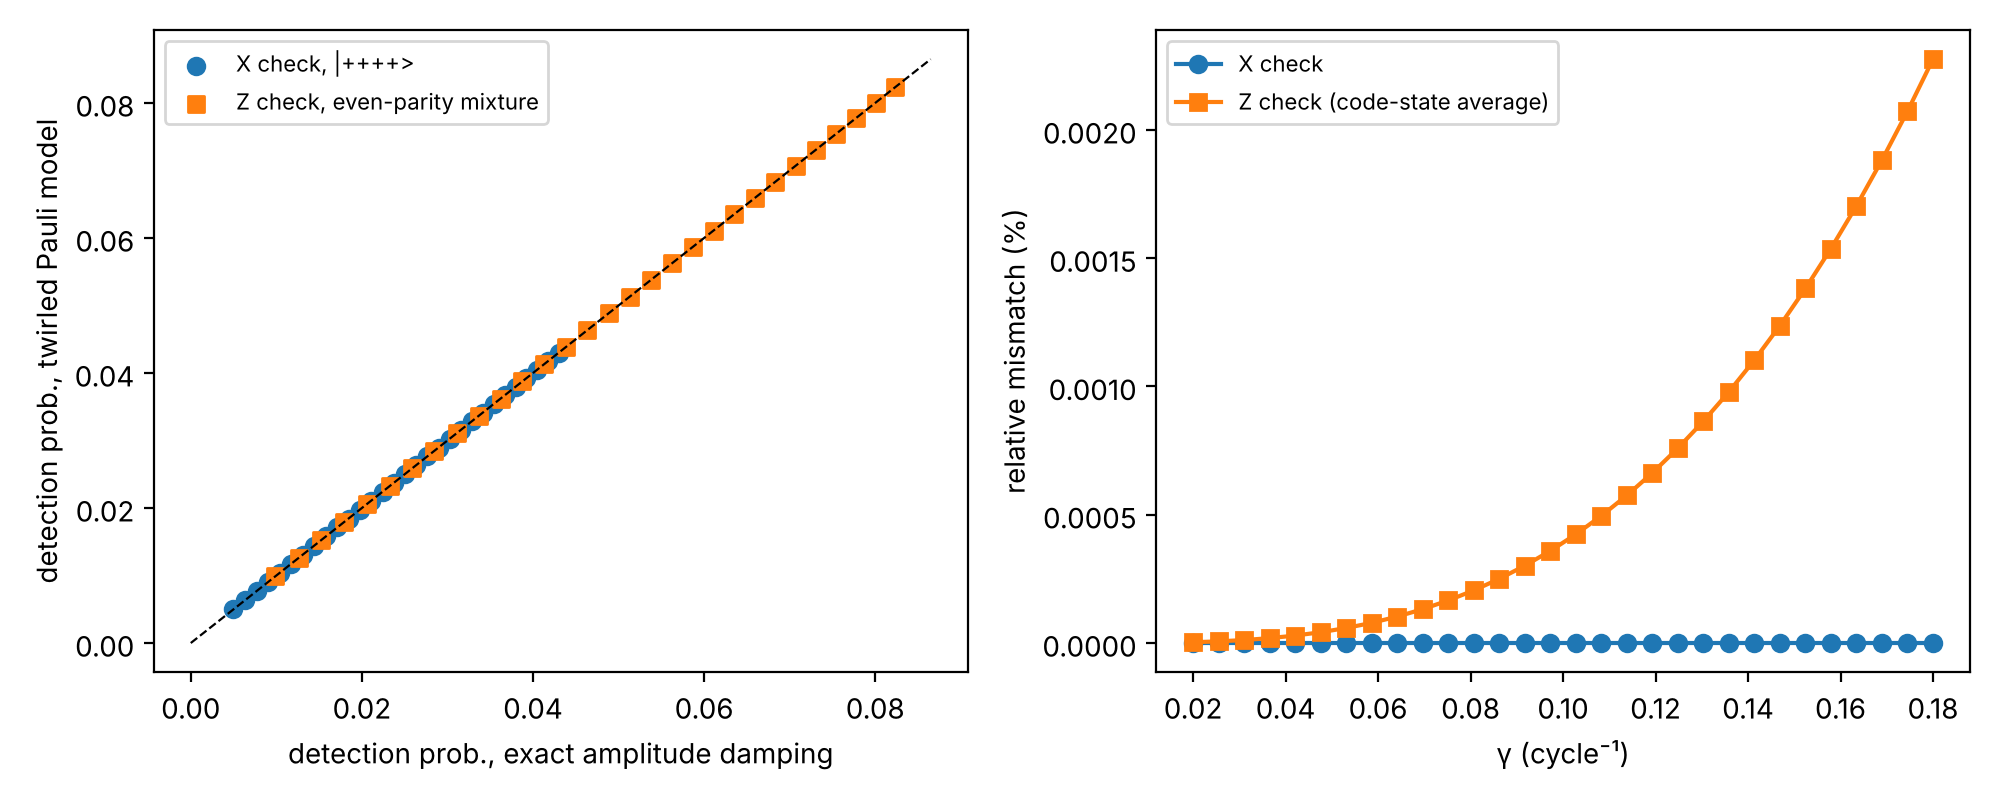 detection prob., twirled Pauli model
0.08
0.06
0.04
0.02
0.00
X check, |++++>
Z check, even-parity mixture
0.00 0.02 0.04 0.06 0.08
detection prob., exact amplitude damping
relative mismatch (%)
0.0020
0.0015
0.0010
0.0005
0.0000
X check
Z check (code-state average)
0.02 0.04 0.06 0.08 0.10 0.12 0.14 0.16 0.18
γ (cycle⁻¹)